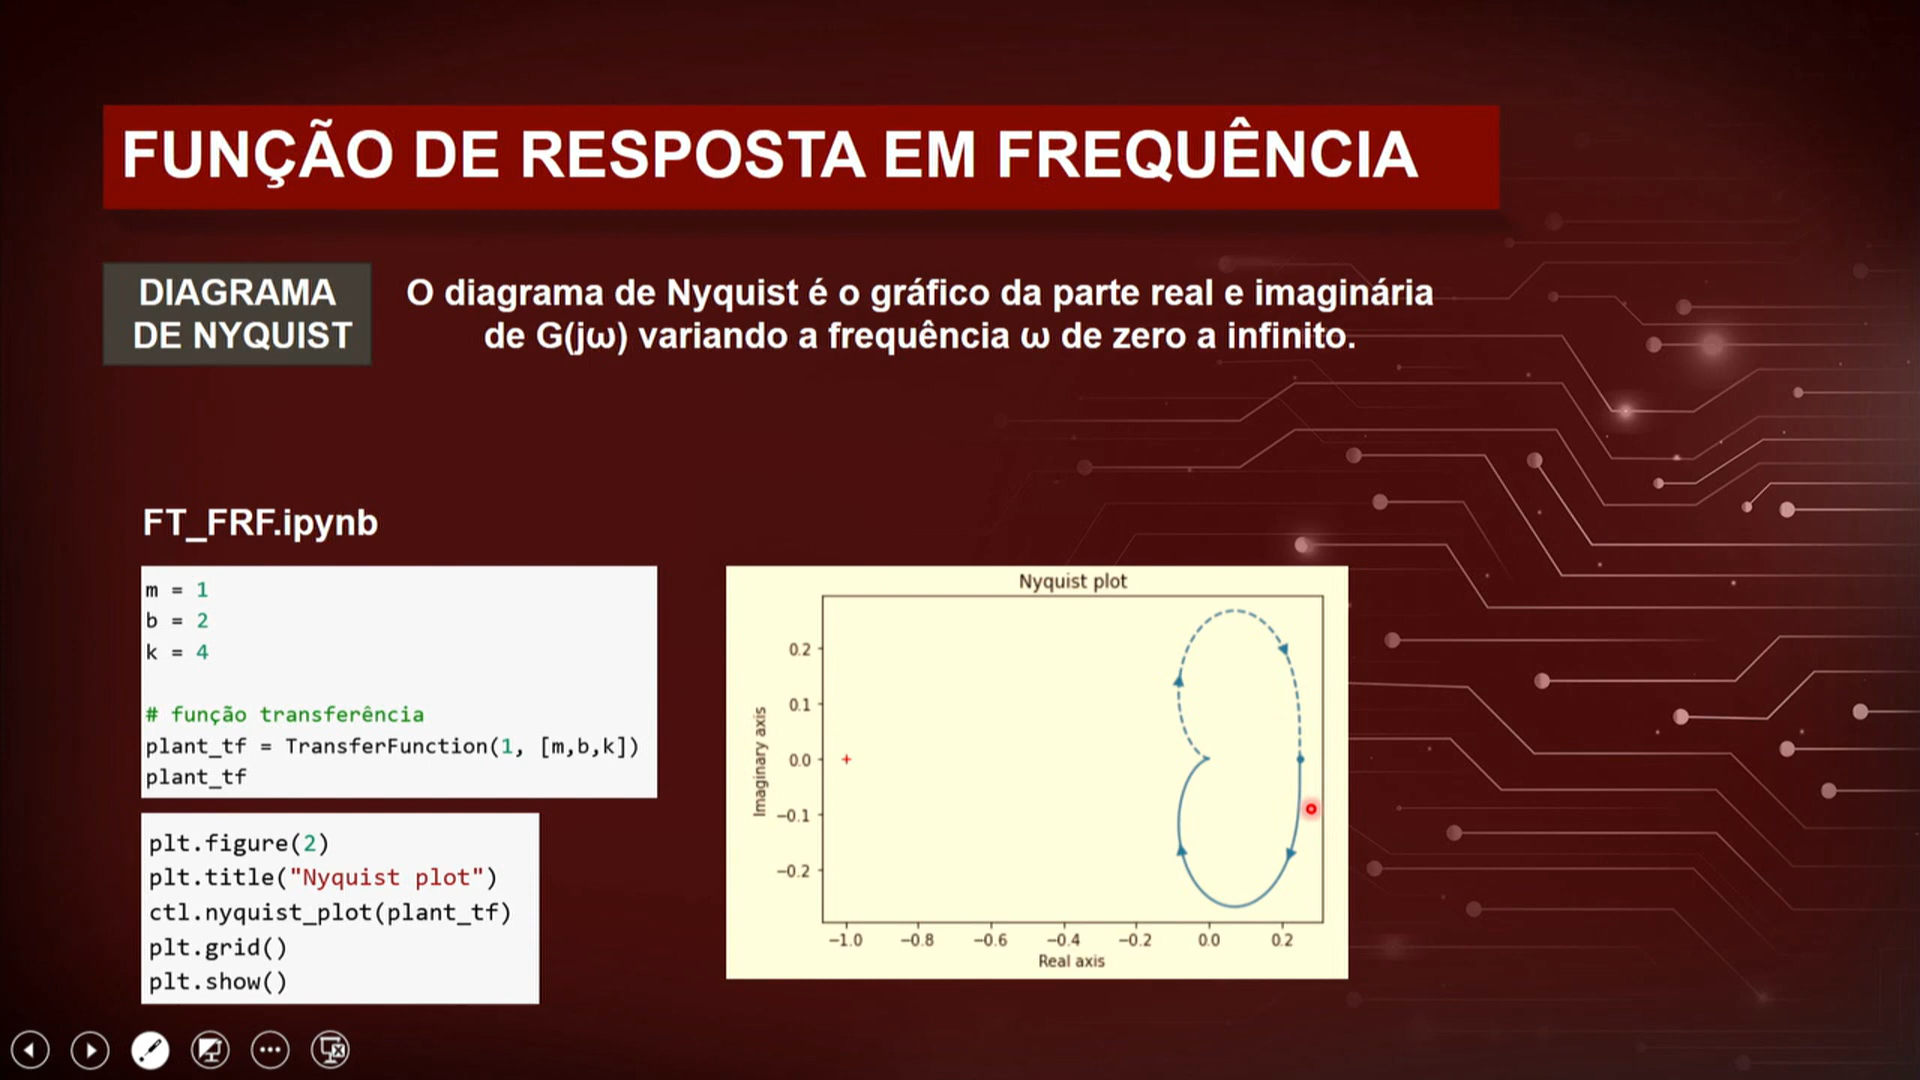 FUNÇÃO DE RESPOSTA EM FREQUÊNCIA
DIAGRAMA
DE NYQUIST
O diagrama de Nyquist é o gráfico da parte real e imaginária
de G(jω) variando a frequência ω de zero a infinito.
FT_FRF.ipynb
m = 1
b = 2
k = 4
# função transferência
plant_tf = TransferFunction(1, [m,b,k])
plant_tf
plt.figure(2)
plt.title("Nyquist plot")
ctl.nyquist_plot(plant_tf)
plt.grid()
plt.show()
Nyquist plot
Imaginary axis
0.2
0.1
0.0
−0.1
−0.2
−1.0 −0.8 −0.6 −0.4 −0.2 0.0 0.2
Real axis